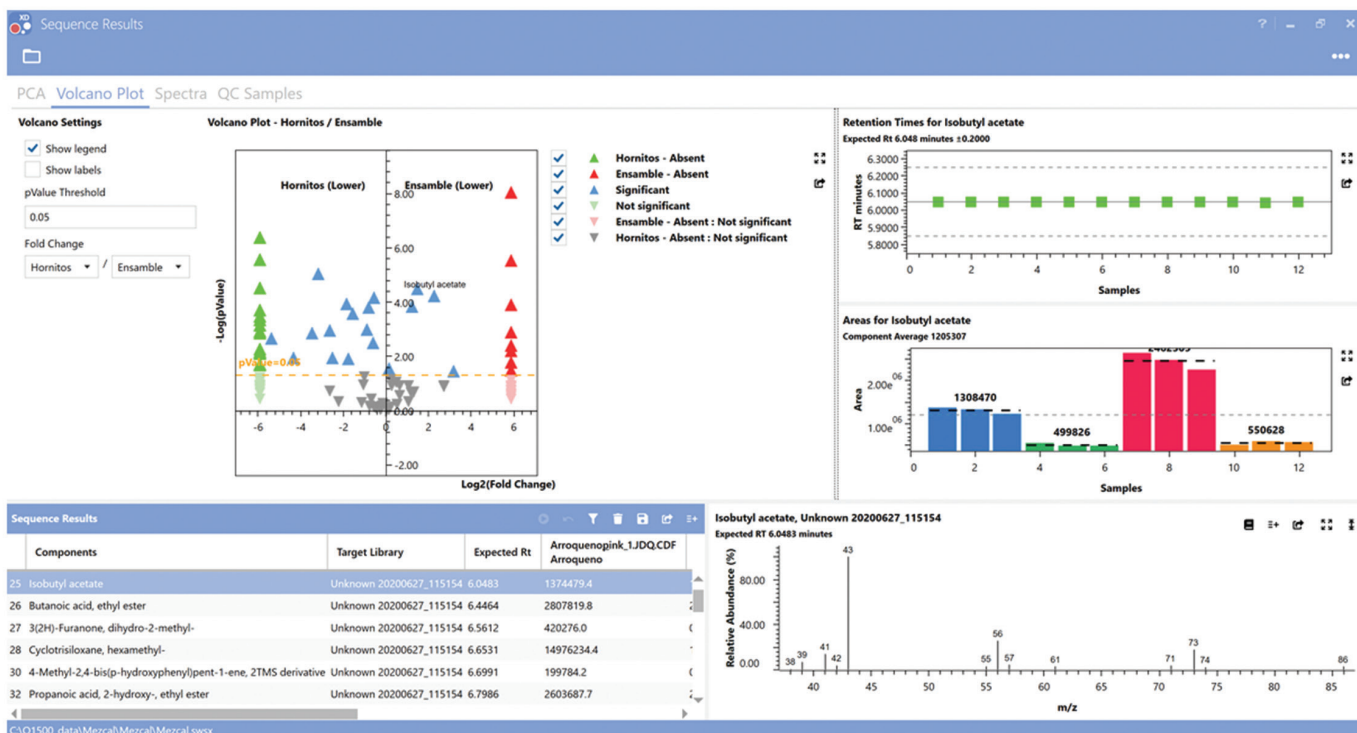 XD Sequence Results
PCA Volcano Plot Spectra QC Samples
Volcano Settings
Show legend
Show labels
pValue Threshold
0.05
Fold Change
Hornitos / Ensamble
Volcano Plot - Hornitos / Ensamble
Hornitos (Lower) Ensamble (Lower)
8.00
6.00
4.00
2.00
0.00
-2.00
-Log(pValue)
Isobutyl acetate
pValue=0.05
-6 -4 -2 0 2 4 6
Log2(Fold Change)
Hornitos - Absent
Ensamble - Absent
Significant
Not significant
Ensamble - Absent : Not significant
Hornitos - Absent : Not significant
Retention Times for Isobutyl acetate
Expected Rt 6.048 minutes ±0.2000
RT minutes
6.3000
6.2000
6.1000
6.0000
5.9000
5.8000
0 2 4 6 8 10 12
Samples
Areas for Isobutyl acetate
Component Average 1205307
Area
2.00e06
1.00e06
1308470
499826
550628
0 2 4 6 8 10 12
Samples
Sequence Results
Components Target Library Expected Rt Arroquenopink_1.JDQ.CDF
Arroqueno
25 Isobutyl acetate Unknown 20200627_115154 6.0483 1374479.4
26 Butanoic acid, ethyl ester Unknown 20200627_115154 6.4464 2807819.8
27 3(2H)-Furanone, dihydro-2-methyl- Unknown 20200627_115154 6.5612 420276.0
28 Cyclotrisiloxane, hexamethyl- Unknown 20200627_115154 6.6531 14976234.4
30 4-Methyl-2,4-bis(p-hydroxyphenyl)pent-1-ene, 2TMS derivative Unknown 20200627_115154 6.6991 199784.2
32 Propanoic acid, 2-hydroxy-, ethyl ester Unknown 20200627_115154 6.7986 2603687.7
Isobutyl acetate, Unknown 20200627_115154
Expected RT 6.0483 minutes
Relative Abundance (%)
80.00
40.00
0.00
38 39 41 42 43 55 56 57 61 71 73 74 86
40 45 50 55 60 65 70 75 80 85
m/z
C:\Q1500_data\Mezcal\Mezcal\Mezcal.swsx